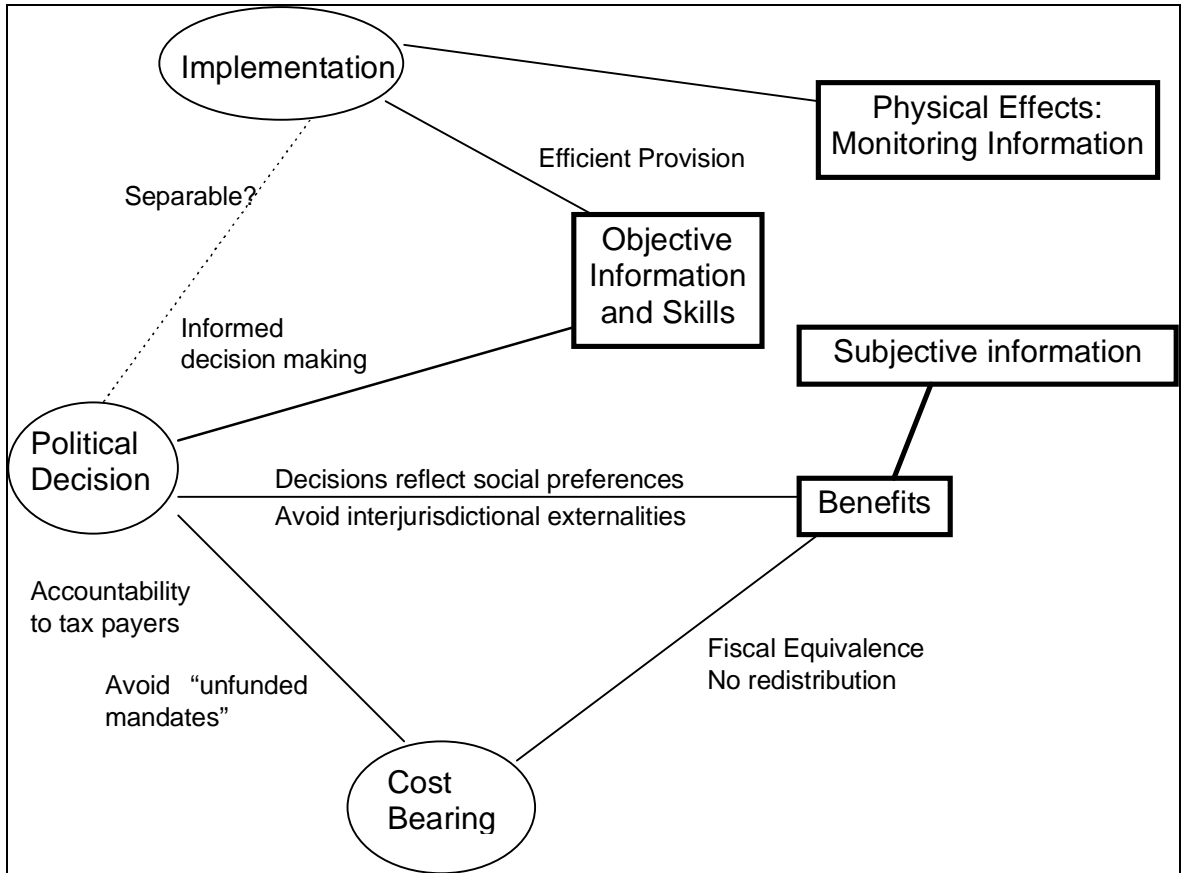 Implementation
Physical Effects:
Monitoring Information
Efficient Provision
Separable?
Objective
Information
and Skills
Informed
decision making
Subjective information
Political
Decision
Decisions reflect social preferences
Avoid interjurisdictional externalities
Benefits
Accountability
to tax payers
Fiscal Equivalence
No redistribution
Avoid “unfunded
mandates”
Cost
Bearing